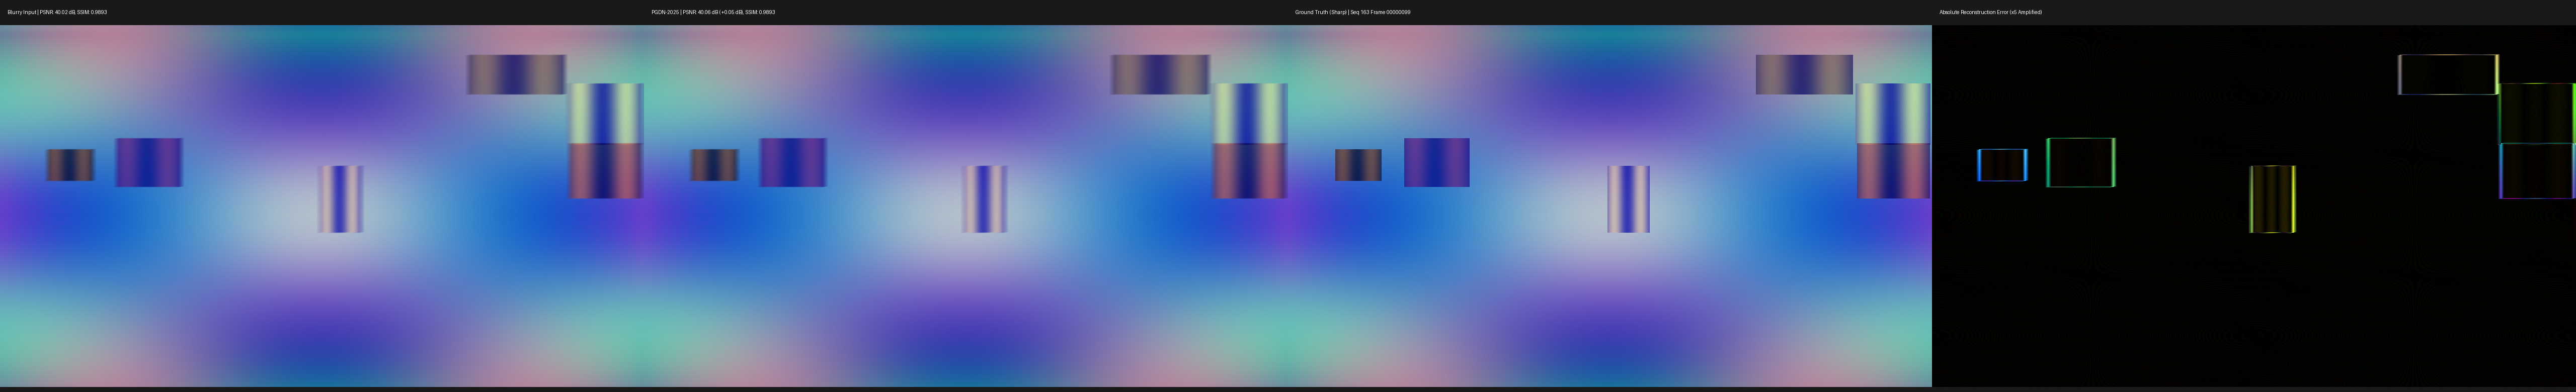 Blurry Input | PSNR: 40.02 dB, SSIM: 0.9893
PGDN-2025 | PSNR: 40.06 dB (+0.05 dB), SSIM: 0.9893
Ground Truth (Sharp) | Seq 163 Frame 00000099
Absolute Reconstruction Error (x5 Amplified)